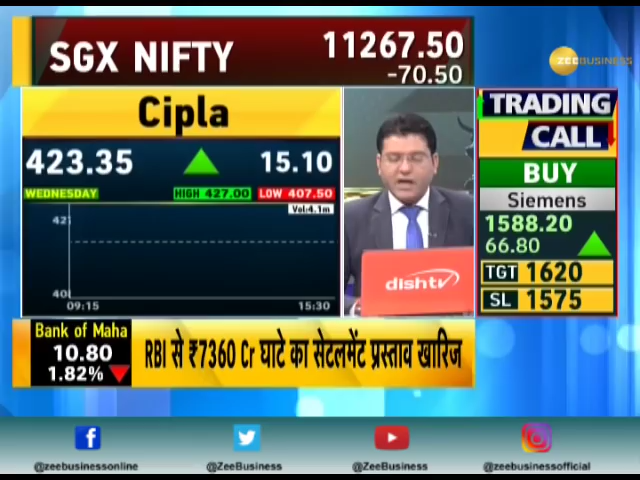 SGX NIFTY
11267.50
-70.50
ZEEBUSINESS
Cipla
423.35
15.10
WEDNESDAY
HIGH 427.00
LOW 407.50
Vol:4.1m
42
40
09:15
15:30
dishtv
TRADING
CALL
BUY
Siemens
1588.20
66.80
TGT 1620
SL 1575
Bank of Maha
10.80
1.82%
RBI से ₹7360 Cr घाटे का सेटलमेंट प्रस्ताव खारिज
@zeebusinessonline
@ZeeBusiness
@ZeeBusiness
@zeebusinessofficial